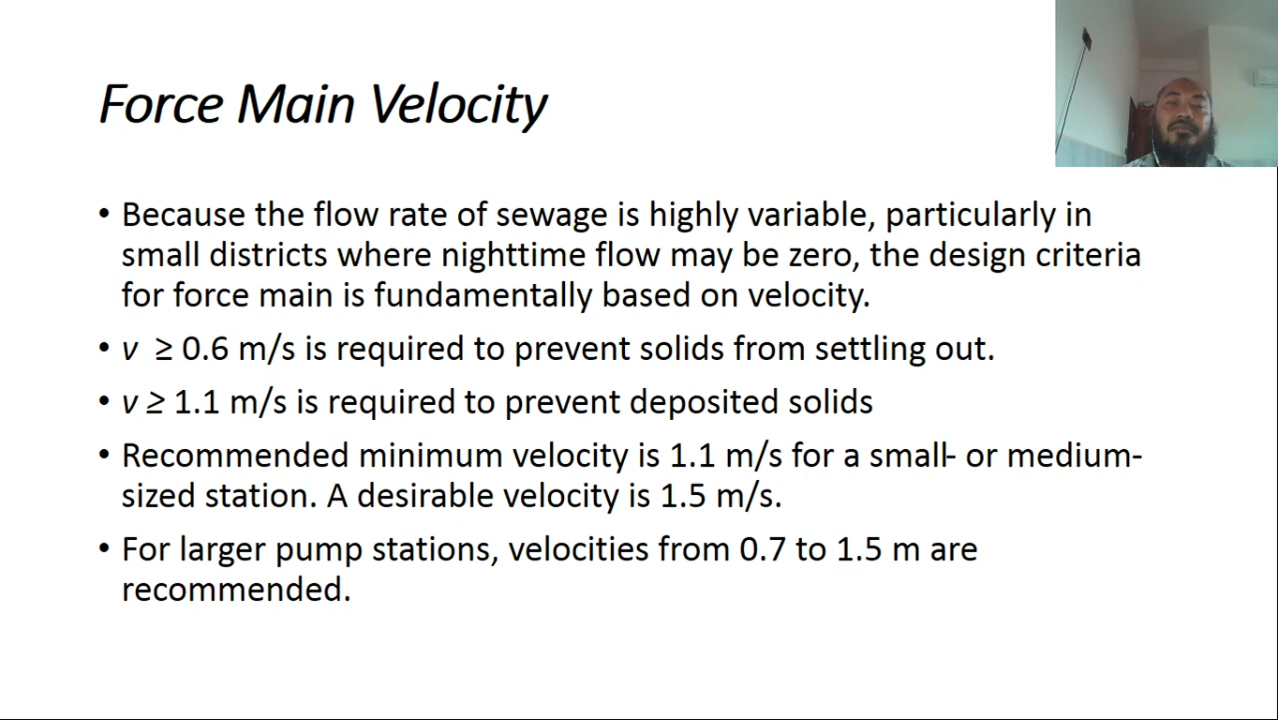 Force Main Velocity
• Because the flow rate of sewage is highly variable, particularly in
small districts where nighttime flow may be zero, the design criteria
for force main is fundamentally based on velocity.
• v ≥ 0.6 m/s is required to prevent solids from settling out.
• v ≥ 1.1 m/s is required to prevent deposited solids
• Recommended minimum velocity is 1.1 m/s for a small- or medium-
sized station. A desirable velocity is 1.5 m/s.
• For larger pump stations, velocities from 0.7 to 1.5 m are
recommended.